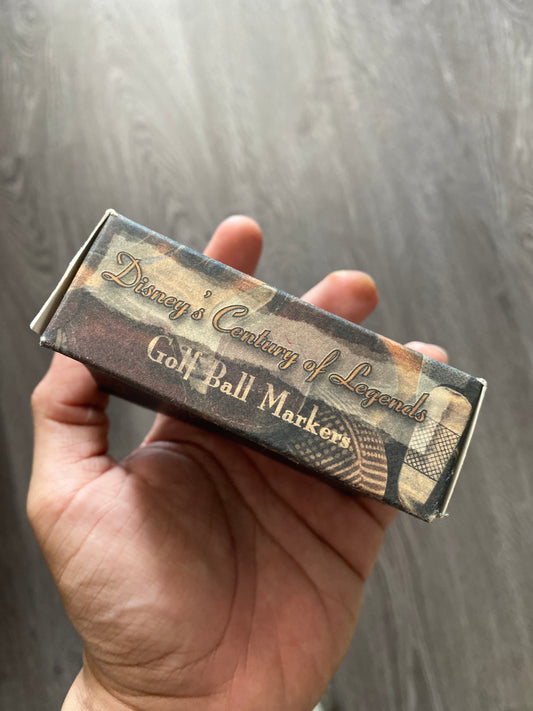 Disney's Century of Legends
Golf Ball Markers